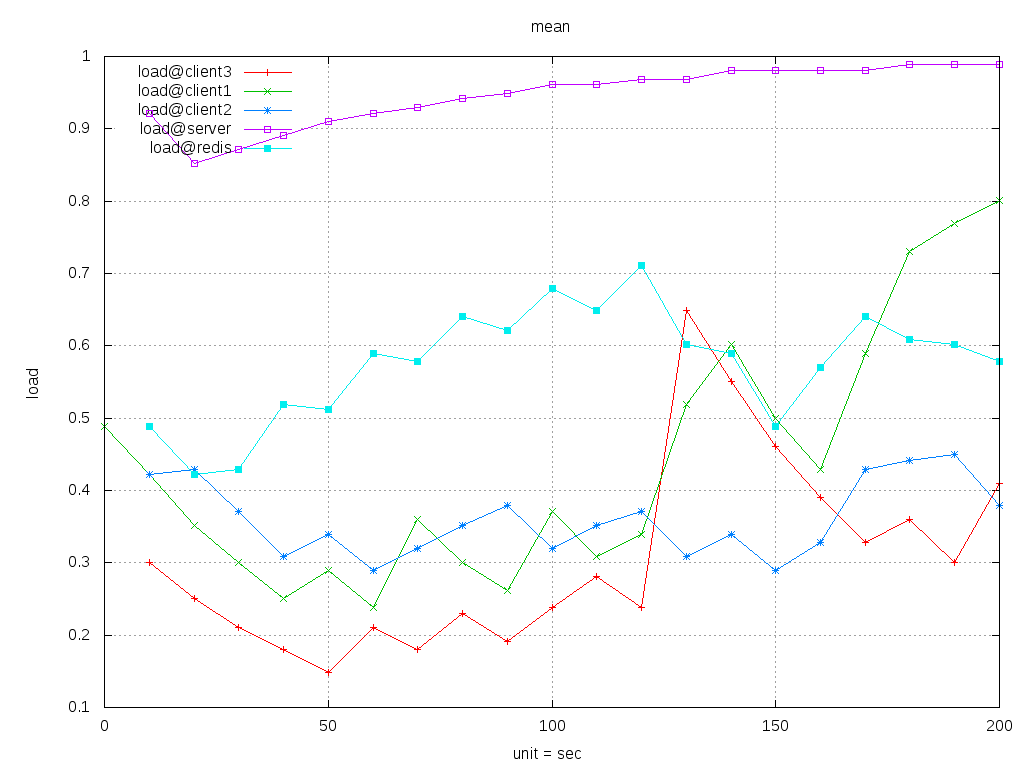 mean
load@client3
load@client1
load@client2
load@server
load@redis
1
0.9
0.8
0.7
0.6
0.5
0.4
0.3
0.2
0.1
load
0 50 100 150 200
unit = sec